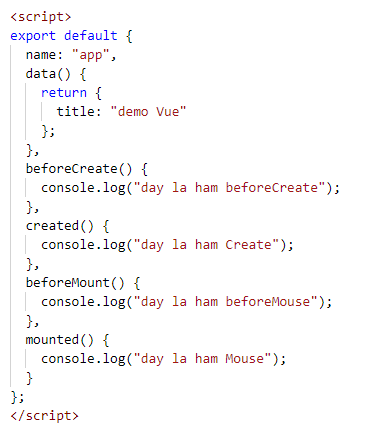 <script>
export default {
  name: "app",
  data() {
    return {
      title: "demo Vue"
    };
  },
  beforeCreate() {
    console.log("day la ham beforeCreate");
  },
  created() {
    console.log("day la ham Create");
  },
  beforeMount() {
    console.log("day la ham beforeMouse");
  },
  mounted() {
    console.log("day la ham Mouse");
  }
};
</script>